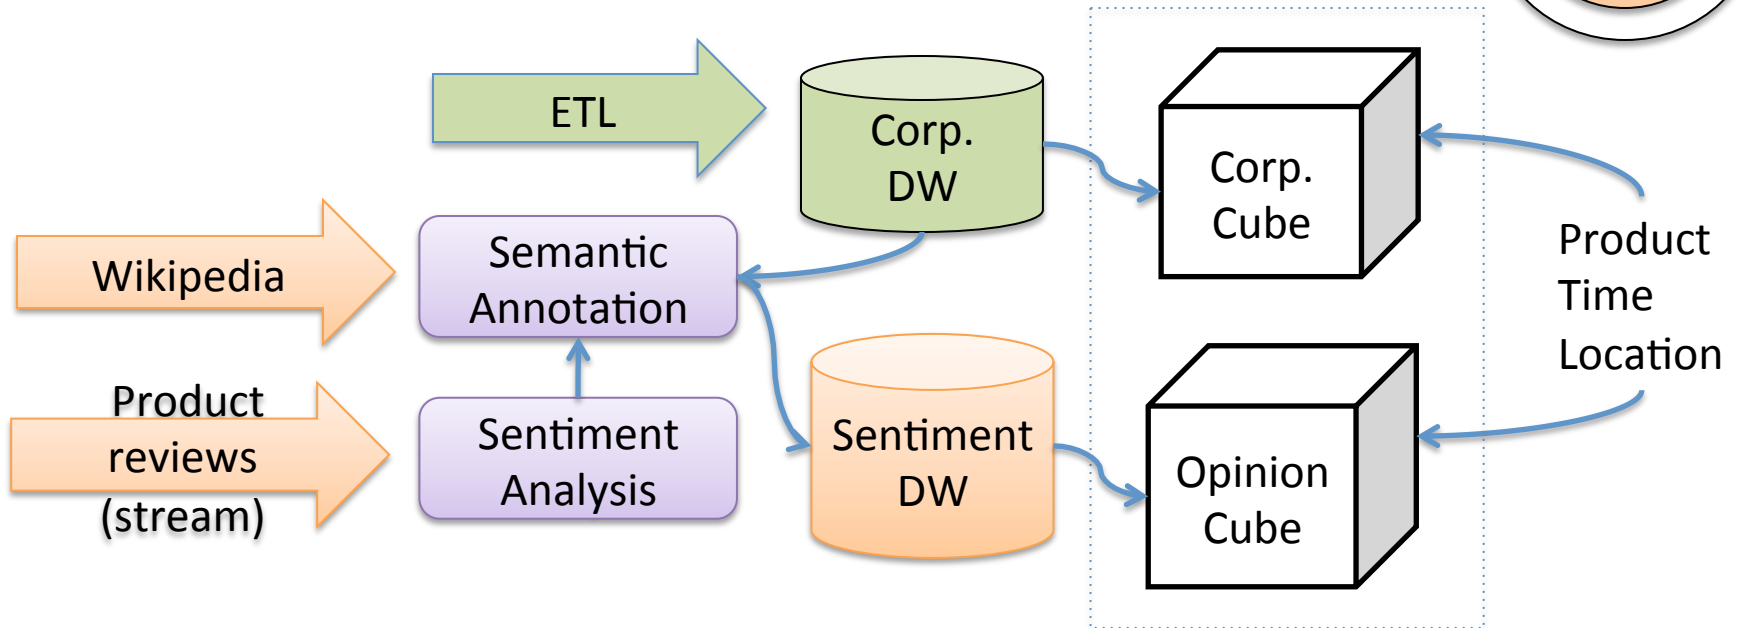 ETL
Corp.
DW
Corp.
Cube
Wikipedia
Semantic
Annotation
Product
Time
Location
Product
reviews
(stream)
Sentiment
Analysis
Sentiment
DW
Opinion
Cube